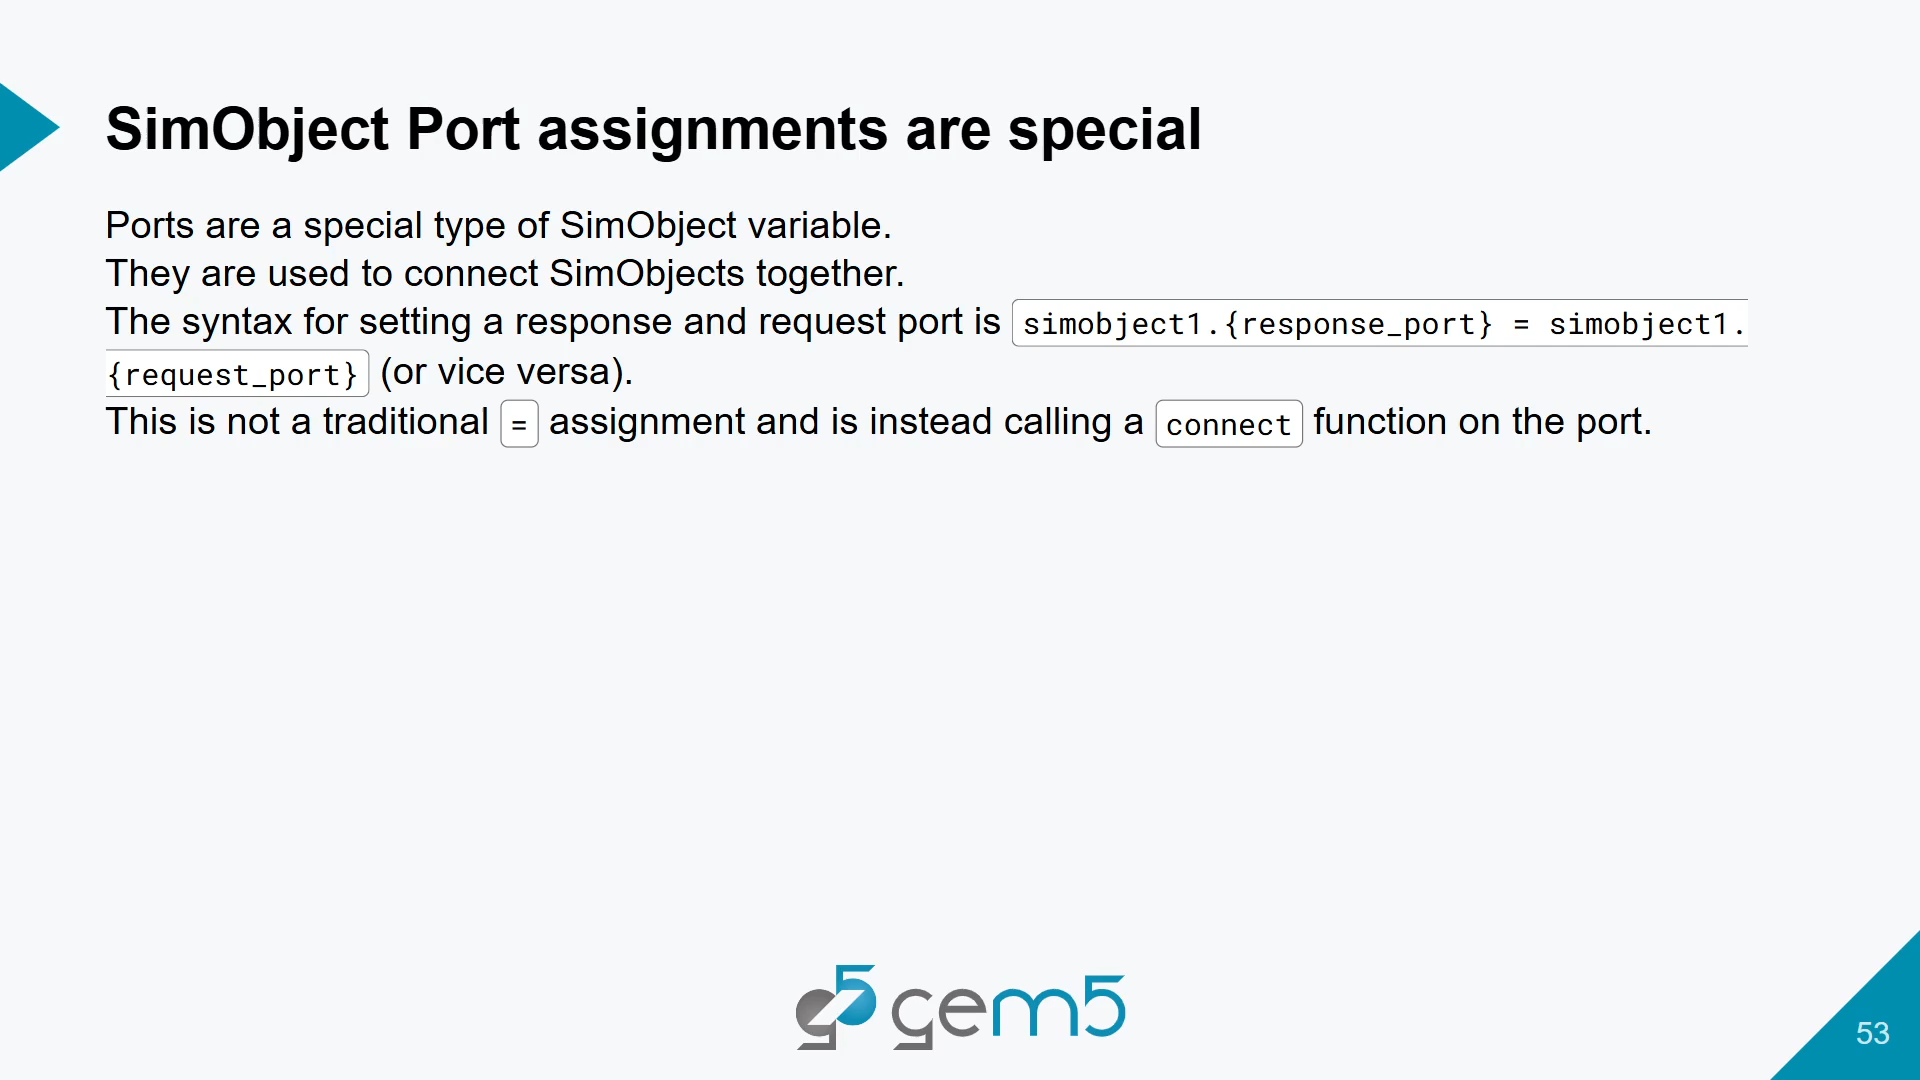 SimObject Port assignments are special
Ports are a special type of SimObject variable.
They are used to connect SimObjects together.
The syntax for setting a response and request port is simobject1.{response_port} = simobject1.
{request_port} (or vice versa).
This is not a traditional = assignment and is instead calling a connect function on the port.
gem5
53